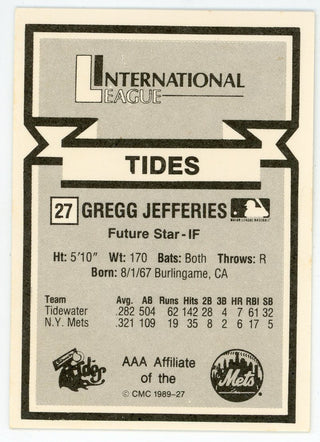 INTERNATIONAL
LEAGUE
TIDES
27 GREGG JEFFERIES
MAJOR LEAGUE BASEBALL
Future Star - IF
Ht: 5'10" Wt: 170 Bats: Both Throws: R
Born: 8/1/67 Burlingame, CA
Team Avg. AB Runs Hits 2B 3B HR RBI SB
Tidewater .282 504 62 142 28 4 7 61 32
N.Y. Mets .321 109 19 35 8 2 6 17 5
Tides
AAA Affiliate
of the
Mets
© CMC 1989-27